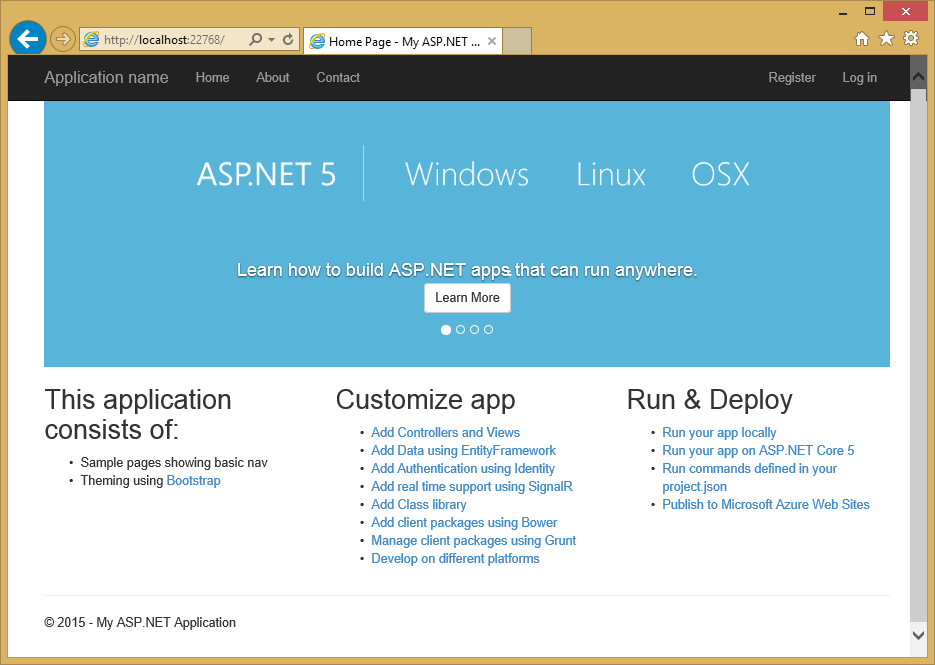 http://localhost:22768/
Home Page - My ASP.NET ...
Application name Home About Contact Register Log in
ASP.NET 5 Windows Linux OSX
Learn how to build ASP.NET apps that can run anywhere.
Learn More
This application
consists of:
Sample pages showing basic nav
Theming using Bootstrap
Customize app
Add Controllers and Views
Add Data using EntityFramework
Add Authentication using Identity
Add real time support using SignalR
Add Class library
Add client packages using Bower
Manage client packages using Grunt
Develop on different platforms
Run & Deploy
Run your app locally
Run your app on ASP.NET Core 5
Run commands defined in your
project.json
Publish to Microsoft Azure Web Sites
© 2015 - My ASP.NET Application